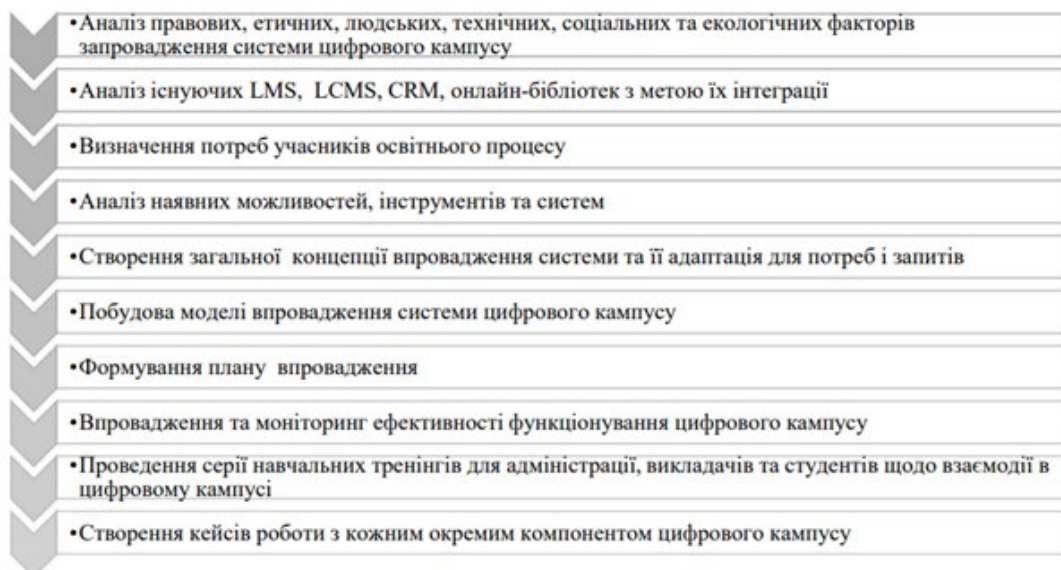 •Аналіз правових, етичних, людських, технічних, соціальних та екологічних факторів
запровадження системи цифрового кампусу
•Аналіз існуючих LMS, LCMS, CRM, онлайн-бібліотек з метою їх інтеграції
•Визначення потреб учасників освітнього процесу
•Аналіз наявних можливостей, інструментів та систем
•Створення загальної концепції впровадження системи та її адаптація для потреб і запитів
•Побудова моделі впровадження системи цифрового кампусу
•Формування плану впровадження
•Впровадження та моніторинг ефективності функціонування цифрового кампусу
•Проведення серії навчальних тренінгів для адміністрації, викладачів та студентів щодо взаємодії в
цифровому кампусі
•Створення кейсів роботи з кожним окремим компонентом цифрового кампусу